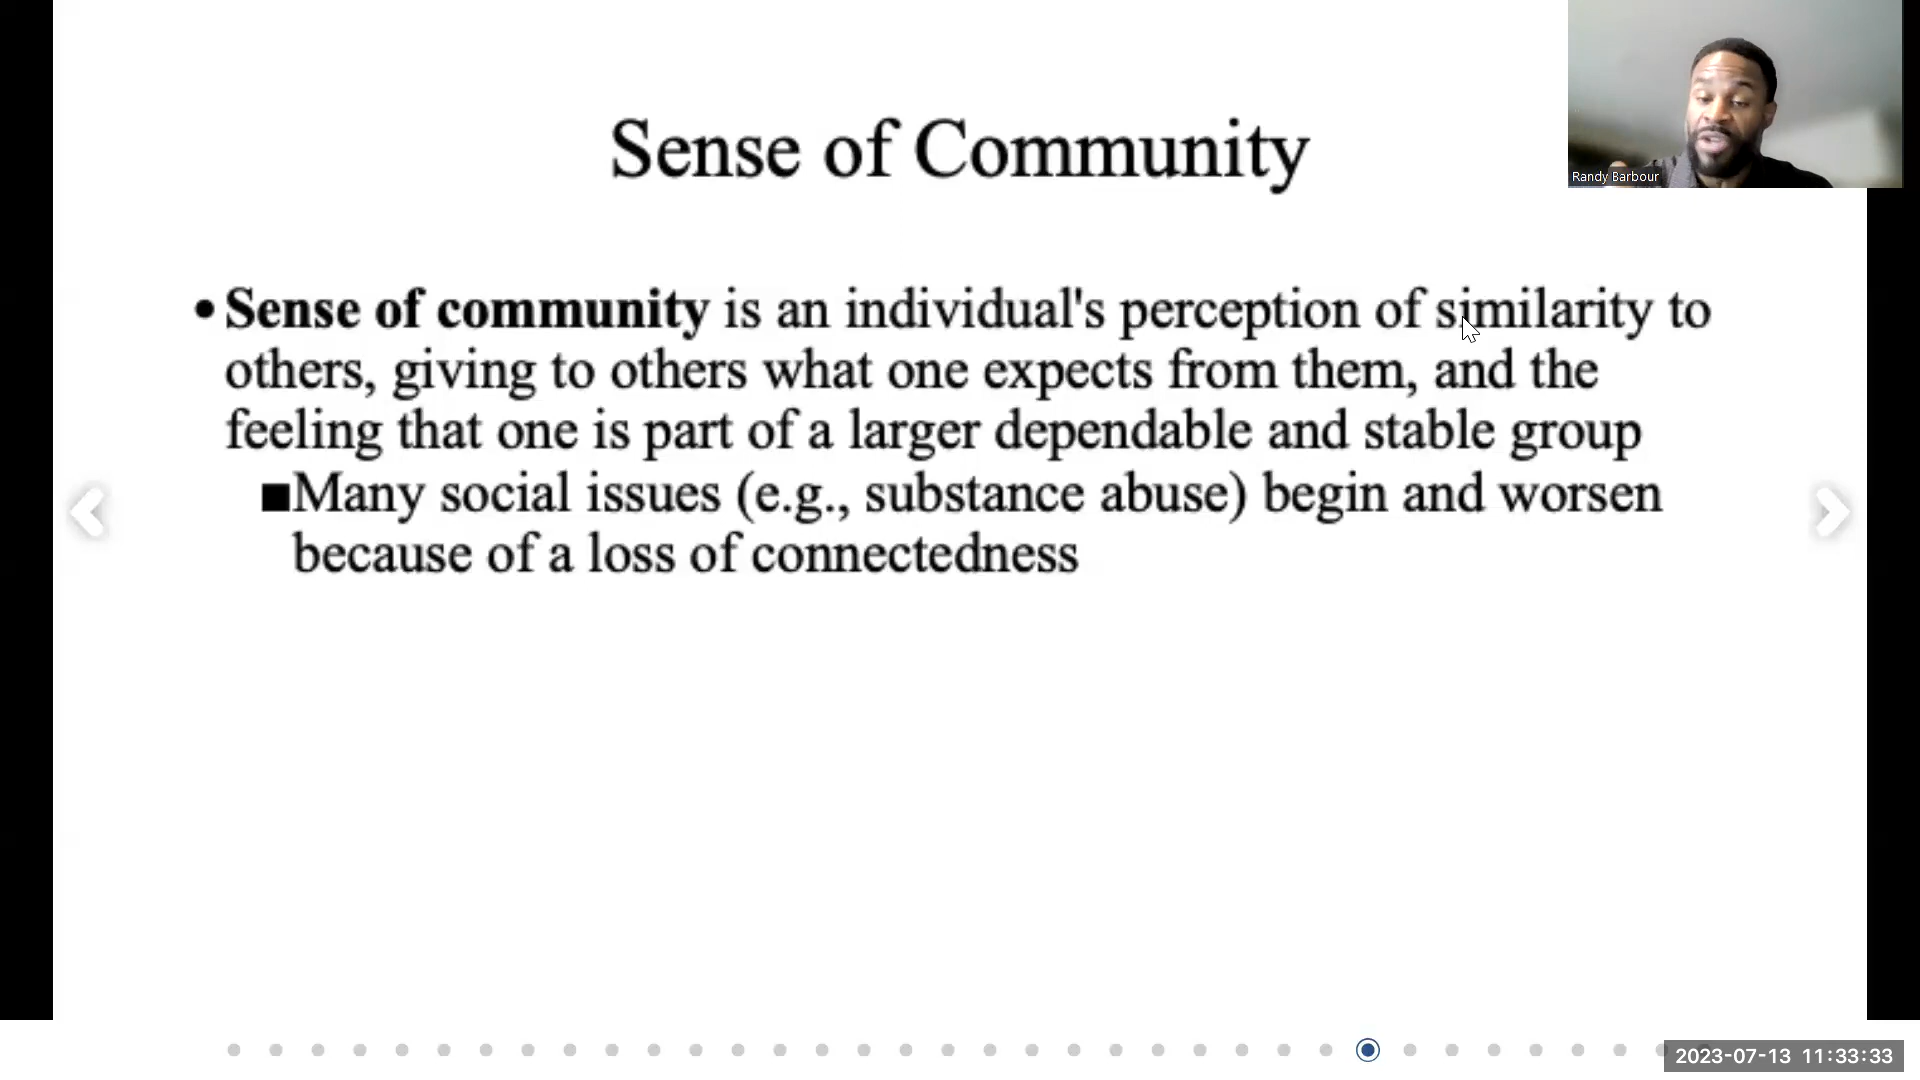 Sense of Community
Randy Barbour
• Sense of community is an individual's perception of similarity to
others, giving to others what one expects from them, and the
feeling that one is part of a larger dependable and stable group
■Many social issues (e.g., substance abuse) begin and worsen
because of a loss of connectedness
2023-07-13 11:33:33